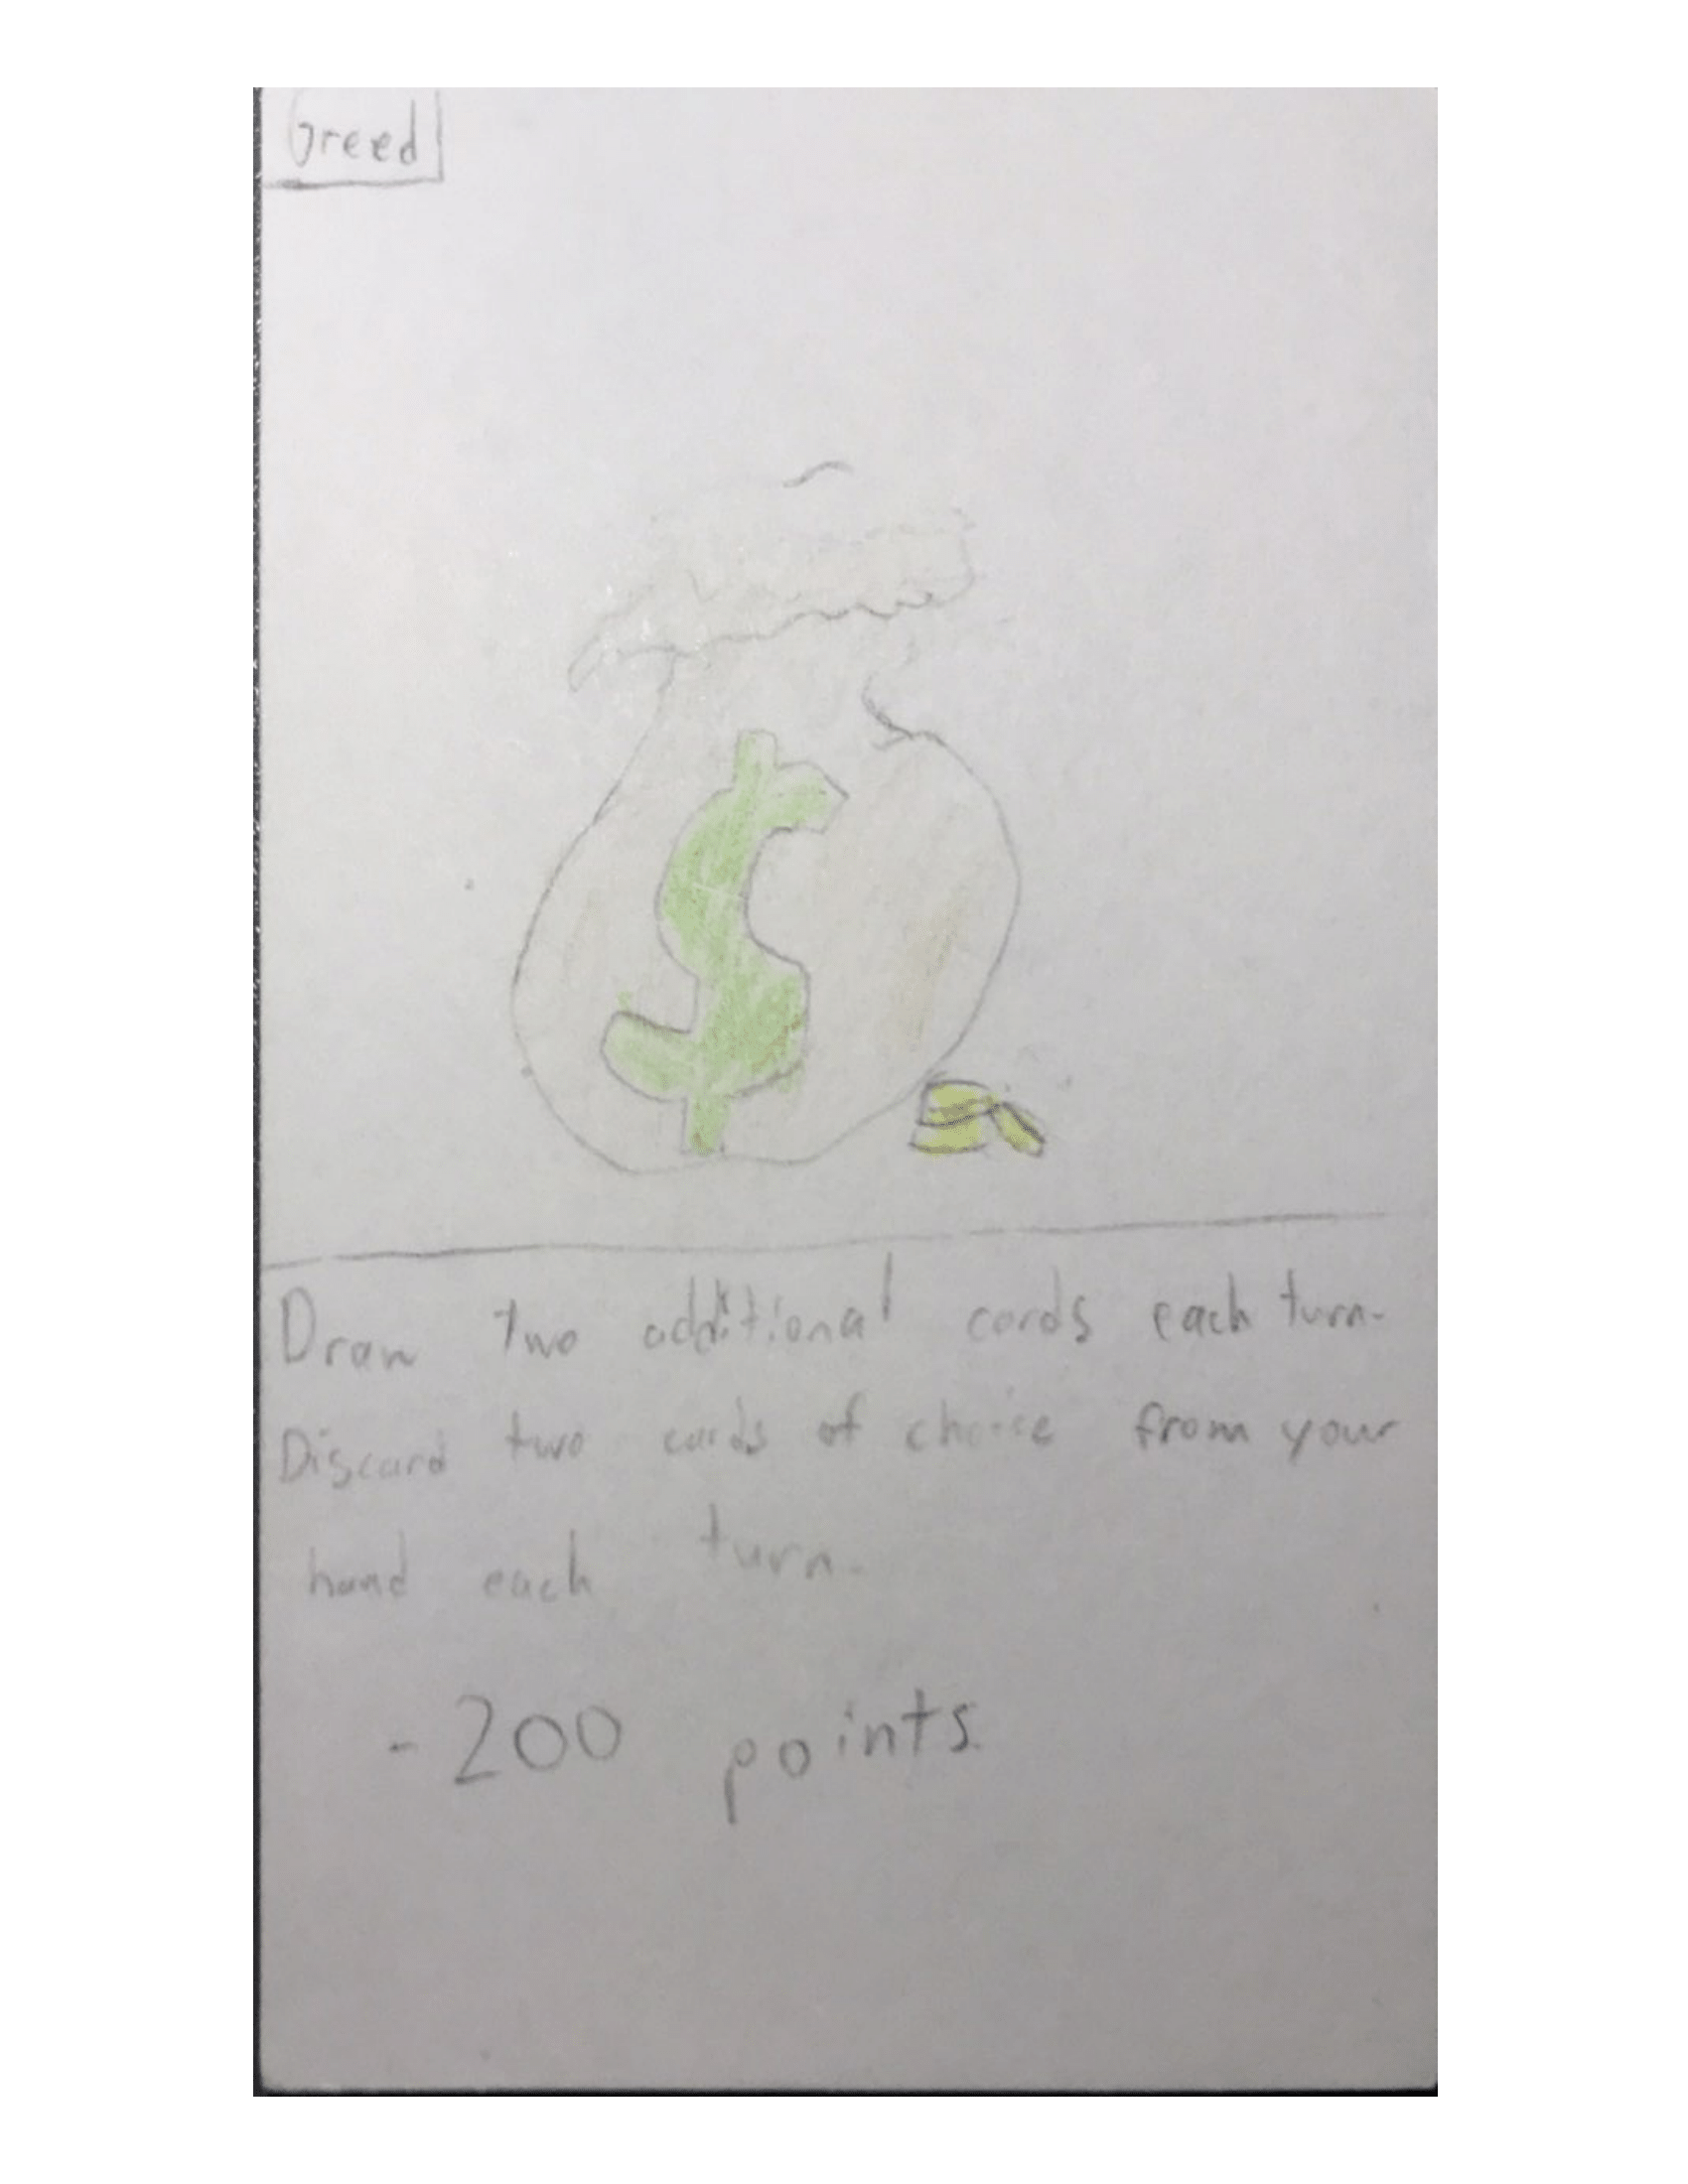 Greed
$
Draw two additional cards each turn.
Discard two cards of choice from your
hand each turn.
-200 points.